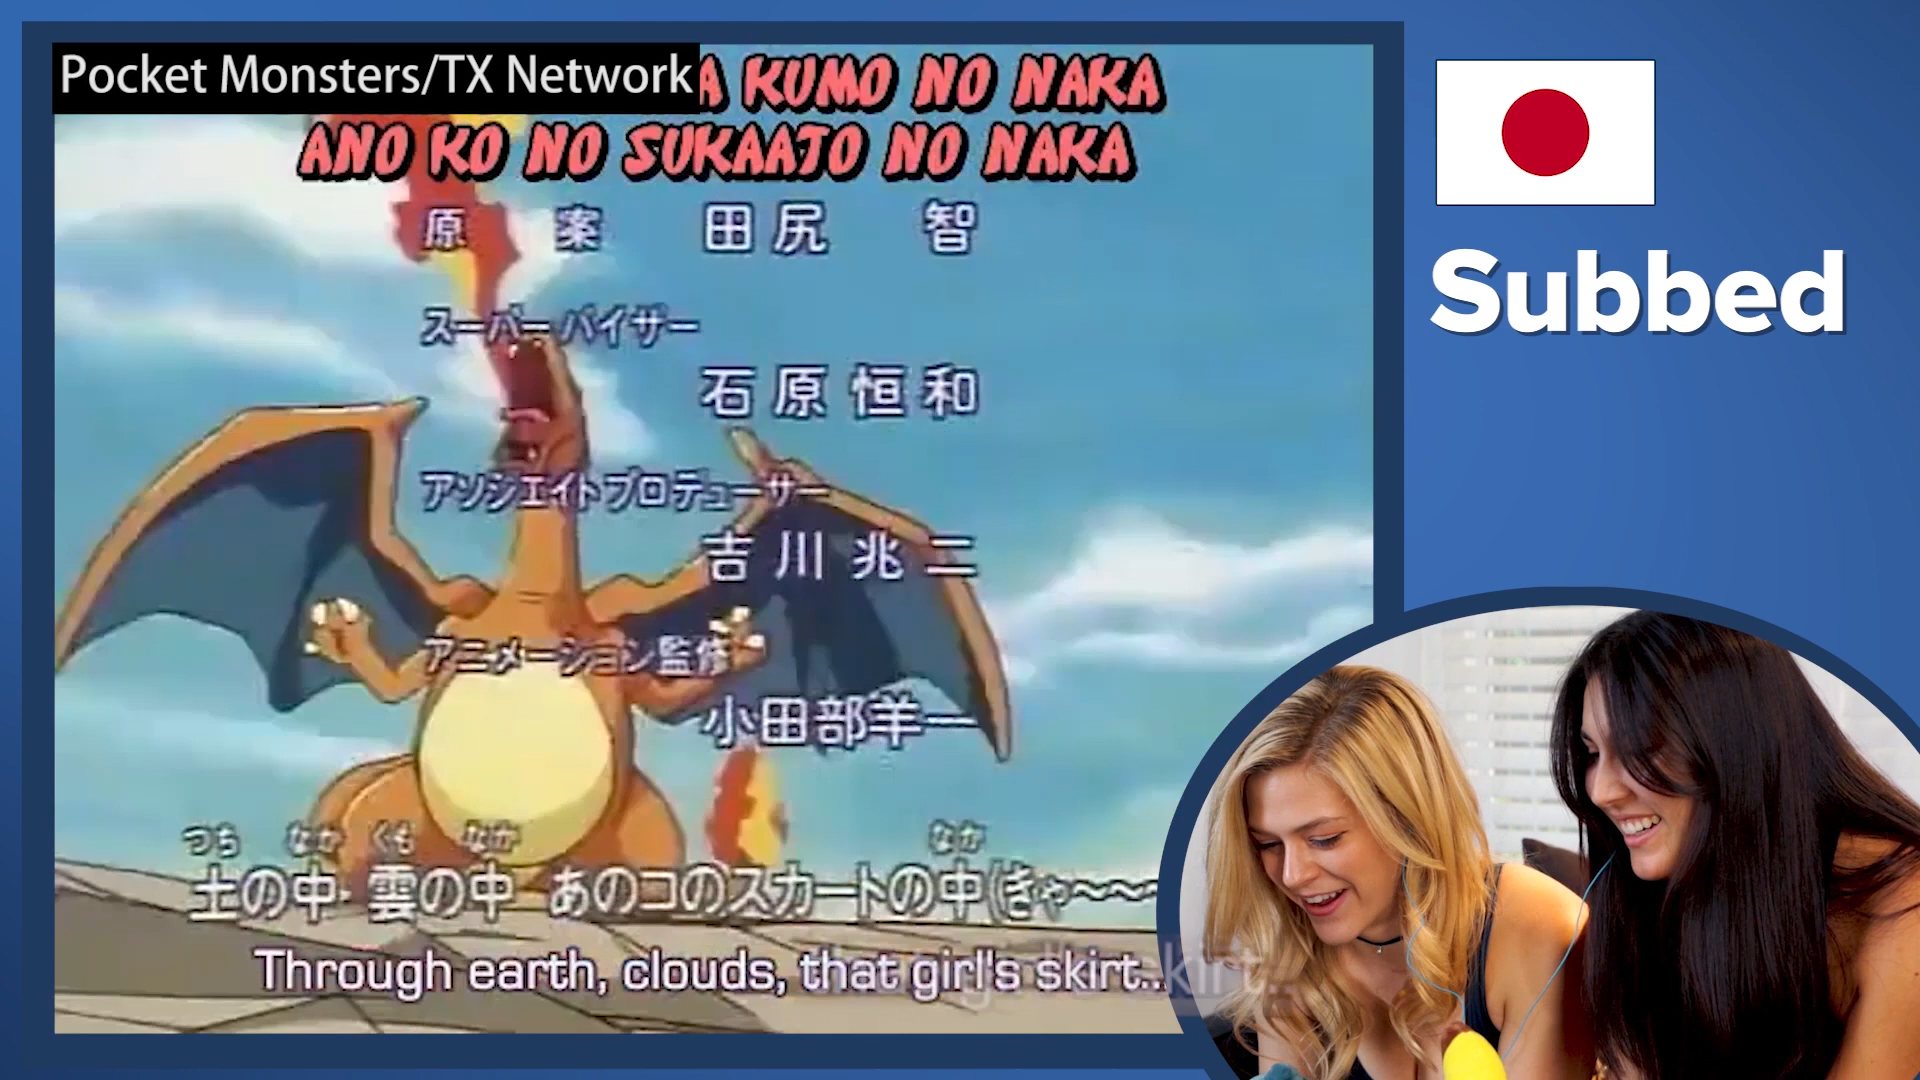 Pocket Monsters/TX Network
KUMO NO NAKA
ANO KO NO SUKAATO NO NAKA
Subbed
原案 田尻 智
スーパーバイザー
石原恒和
アソシエイトプロデューサー
吉川兆二
アニメーション監修
小田部羊一
つち なか くも なか なか
土の中 雲の中 あのコのスカートの中(きゃ~~~
Through earth, clouds, that girl's skirt...